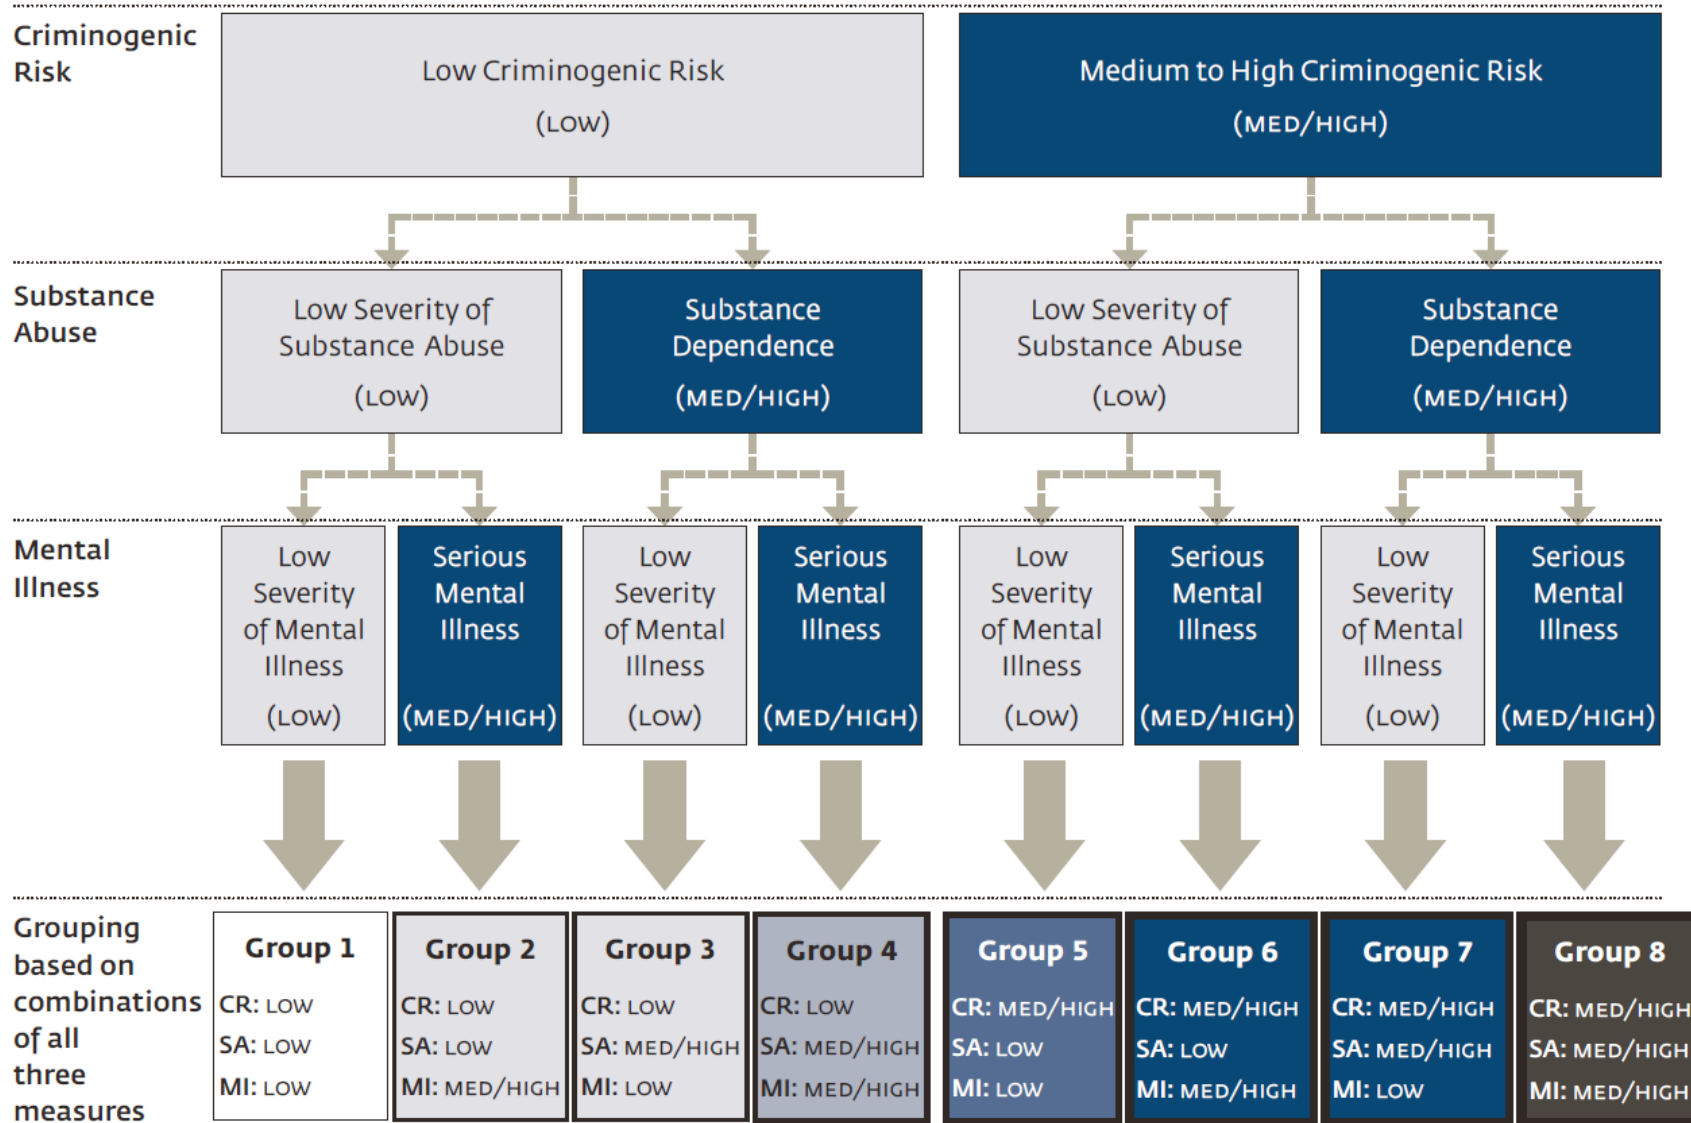 Criminogenic
Risk
Low Criminogenic Risk
(LOW)
Medium to High Criminogenic Risk
(MED/HIGH)
Substance
Abuse
Low Severity of
Substance Abuse
(LOW)
Substance
Dependence
(MED/HIGH)
Low Severity of
Substance Abuse
(LOW)
Substance
Dependence
(MED/HIGH)
Mental
Illness
Low
Severity
of Mental
Illness
(LOW)
Serious
Mental
Illness
(MED/HIGH)
Low
Severity
of Mental
Illness
(LOW)
Serious
Mental
Illness
(MED/HIGH)
Low
Severity
of Mental
Illness
(LOW)
Serious
Mental
Illness
(MED/HIGH)
Low
Severity
of Mental
Illness
(LOW)
Serious
Mental
Illness
(MED/HIGH)
Grouping
based on
combinations
of all
three
measures
Group 1
CR: LOW
SA: LOW
MI: LOW
Group 2
CR: LOW
SA: LOW
MI: MED/HIGH
Group 3
CR: LOW
SA: MED/HIGH
MI: LOW
Group 4
CR: LOW
SA: MED/HIGH
MI: MED/HIGH
Group 5
CR: MED/HIGH
SA: LOW
MI: LOW
Group 6
CR: MED/HIGH
SA: LOW
MI: MED/HIGH
Group 7
CR: MED/HIGH
SA: MED/HIGH
MI: LOW
Group 8
CR: MED/HIGH
SA: MED/HIGH
MI: MED/HIGH